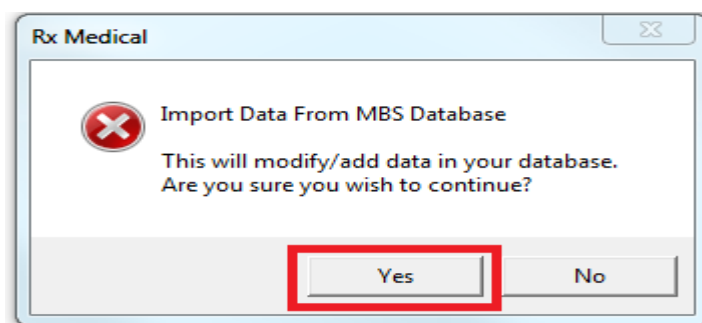 Rx Medical
Import Data From MBS Database
This will modify/add data in your database.
Are you sure you wish to continue?
Yes
No